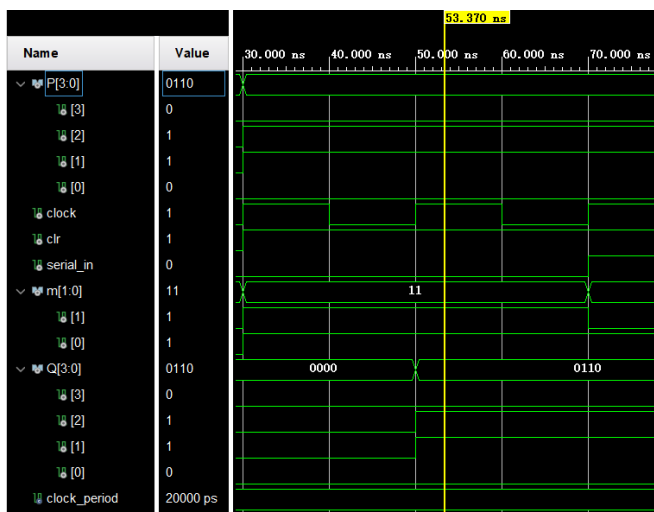 53.370 ns
Name Value
30.000 ns 40.000 ns 50.000 ns 60.000 ns 70.000 ns
P[3:0] 0110
[3] 0
[2] 1
[1] 1
[0] 0
clock 1
clr 1
serial_in 0
m[1:0] 11 11
[1] 1
[0] 1
Q[3:0] 0110 0000 0110
[3] 0
[2] 1
[1] 1
[0] 0
clock_period 20000 ps